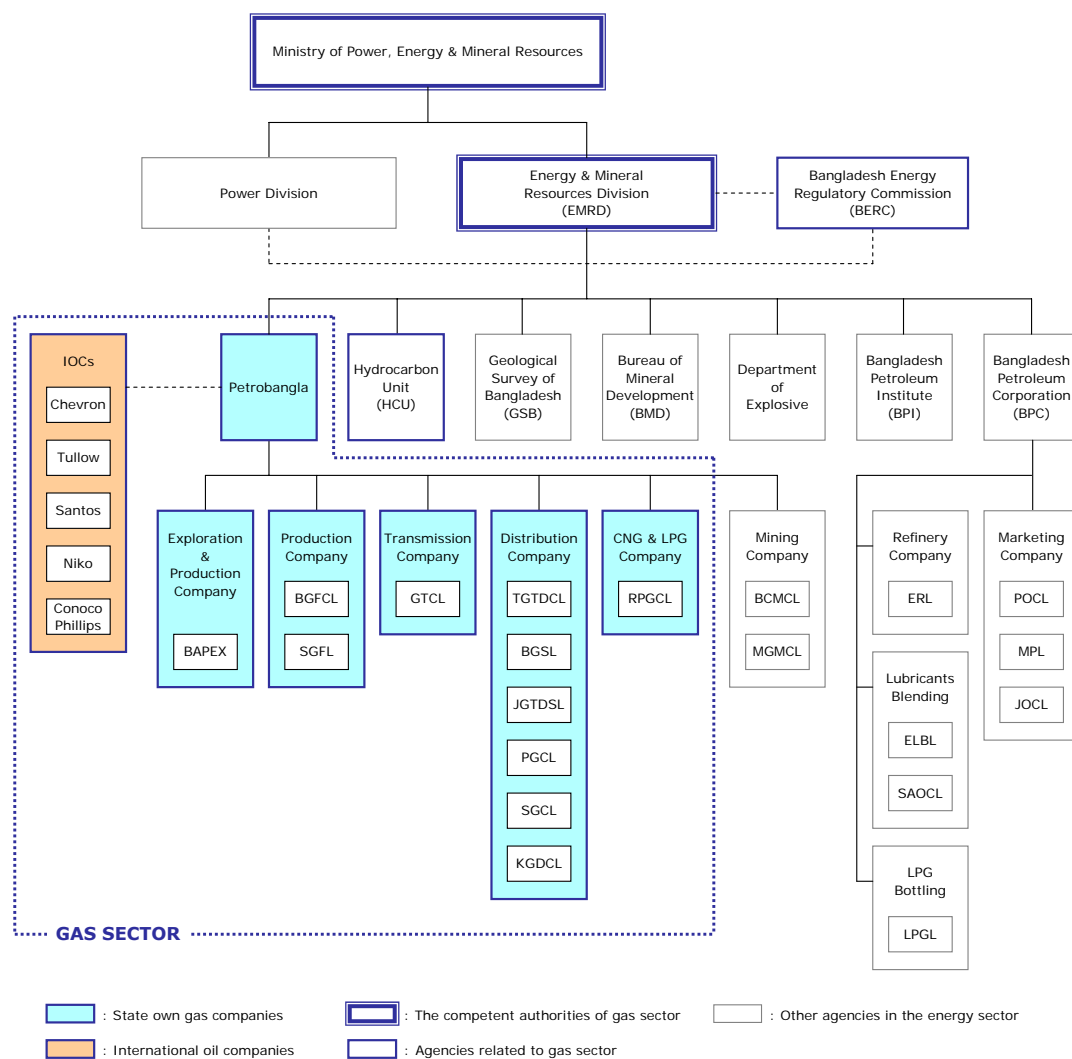 Ministry of Power, Energy & Mineral Resources
Power Division
Energy & Mineral
Resources Division
(EMRD)
Bangladesh Energy
Regulatory Commission
(BERC)
IOCs
Chevron
Tullow
Santos
Niko
Conoco
Phillips
Petrobangla
Hydrocarbon
Unit
(HCU)
Geological
Survey of
Bangladesh
(GSB)
Bureau of
Mineral
Development
(BMD)
Department
of
Explosive
Bangladesh
Petroleum
Institute
(BPI)
Bangladesh
Petroleum
Corporation
(BPC)
Exploration
&
Production
Company
BAPEX
Production
Company
BGFCL
SGFL
Transmission
Company
GTCL
Distribution
Company
TGTDCL
BGSL
JGTDSL
PGCL
SGCL
KGDCL
CNG & LPG
Company
RPGCL
Mining
Company
BCMCL
MGMCL
Refinery
Company
ERL
Lubricants
Blending
ELBL
SAOCL
LPG
Bottling
LPGL
Marketing
Company
POCL
MPL
JOCL
GAS SECTOR
: State own gas companies
: The competent authorities of gas sector
: Other agencies in the energy sector
: International oil companies
: Agencies related to gas sector